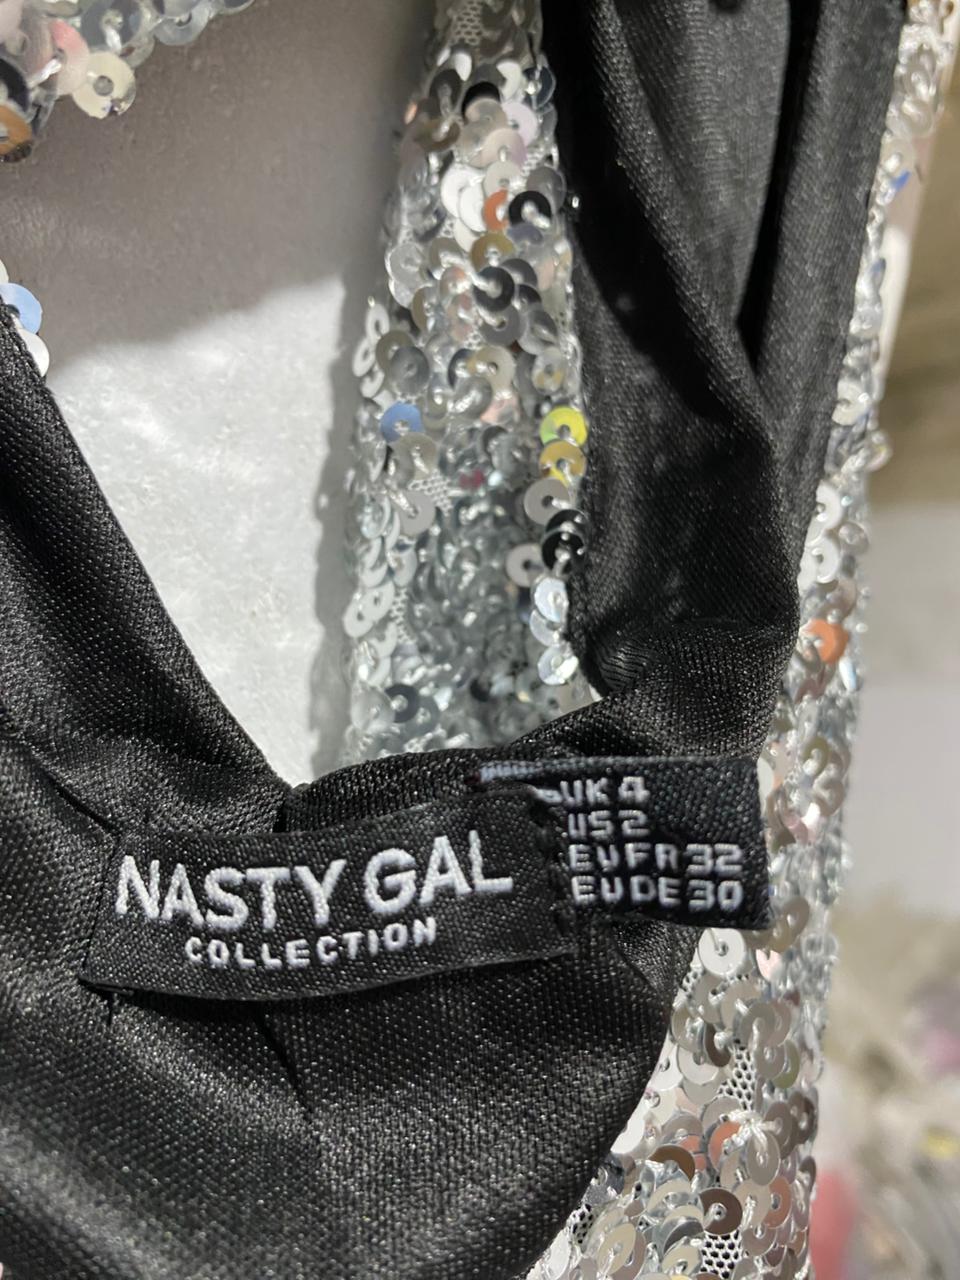 NASTY GAL
COLLECTION
UK 4
US 2
EU FR 32
EU DE 30